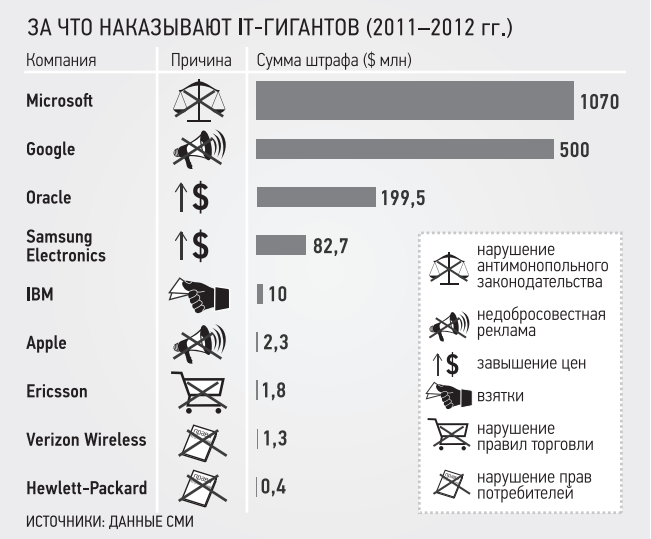 ЗА ЧТО НАКАЗЫВАЮТ IT-ГИГАНТОВ (2011–2012 гг.)
Компания Причина Сумма штрафа ($ млн)
Microsoft 1070
Google 500
Oracle $ 199,5
Samsung
Electronics $ 82,7
IBM 10
Apple 2,3
Ericsson 1,8
Verizon Wireless 1,3
Hewlett-Packard 0,4
нарушение
антимонопольного
законодательства
недобросовестная
реклама
$ завышение цен
взятки
нарушение
правил торговли
нарушение прав
потребителей
ИСТОЧНИКИ: ДАННЫЕ СМИ